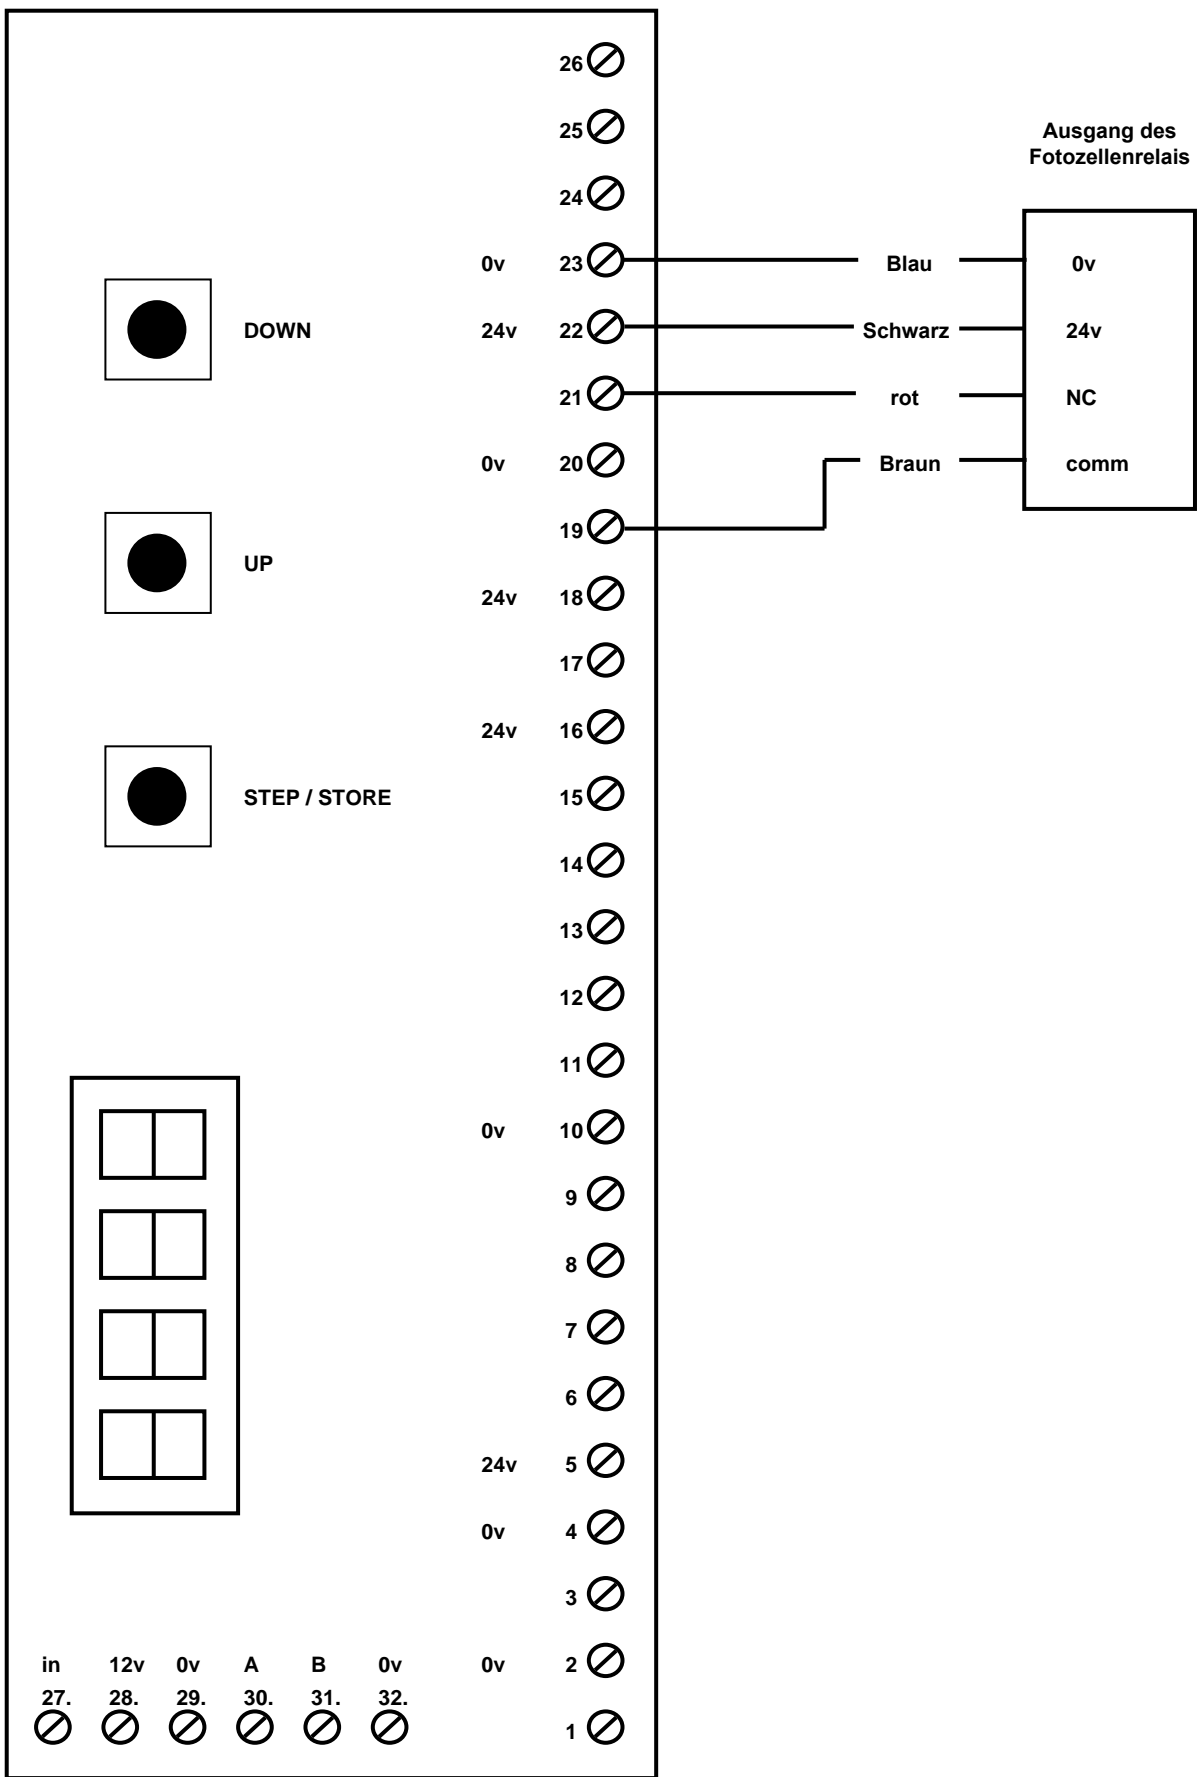 26
25
Ausgang des
Fotozellenrelais
24
0v 23 Blau 0v
DOWN 24v 22 Schwarz 24v
21 rot NC
0v 20 Braun comm
19
UP
24v 18
17
24v 16
STEP / STORE 15
14
13
12
11
0v 10
9
8
7
6
24v 5
0v 4
3
in 12v 0v A B 0v 0v 2
27. 28. 29. 30. 31. 32.
1